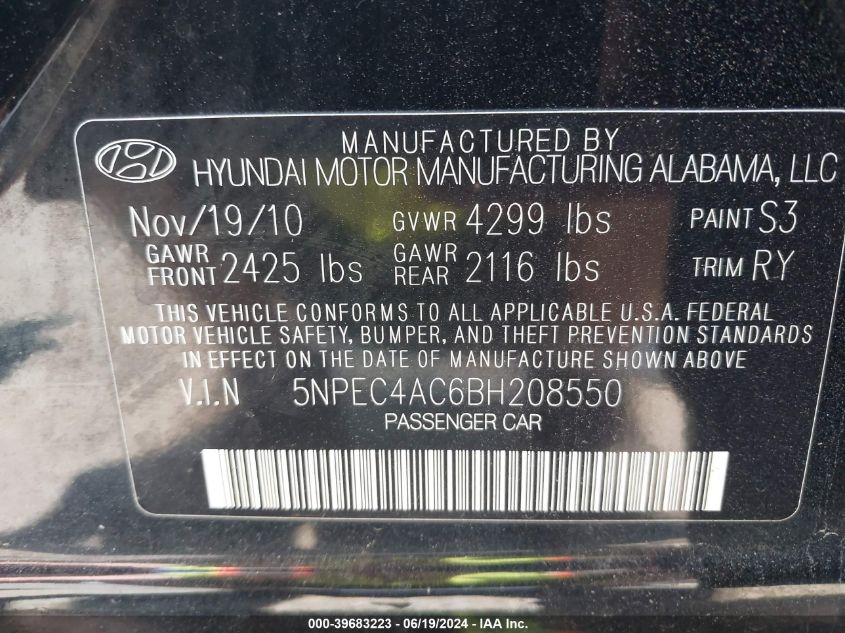 MANUFACTURED BY
HYUNDAI MOTOR MANUFACTURING ALABAMA, LLC
Nov/19/10 GVWR 4299 lbs PAINT S3
GAWR FRONT 2425 lbs GAWR REAR 2116 lbs TRIM RY
THIS VEHICLE CONFORMS TO ALL APPLICABLE U.S.A. FEDERAL
MOTOR VEHICLE SAFETY, BUMPER, AND THEFT PREVENTION STANDARDS
IN EFFECT ON THE DATE OF MANUFACTURE SHOWN ABOVE
V.I.N 5NPEC4AC6BH208550
PASSENGER CAR
000-39683223 - 06/19/2024 - IAA Inc.